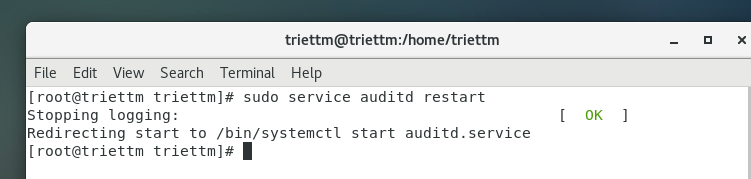 triettm@triettm:/home/triettm
File Edit View Search Terminal Help
[root@triettm triettm]# sudo service auditd restart
Stopping logging: [ OK ]
Redirecting start to /bin/systemctl start auditd.service
[root@triettm triettm]#